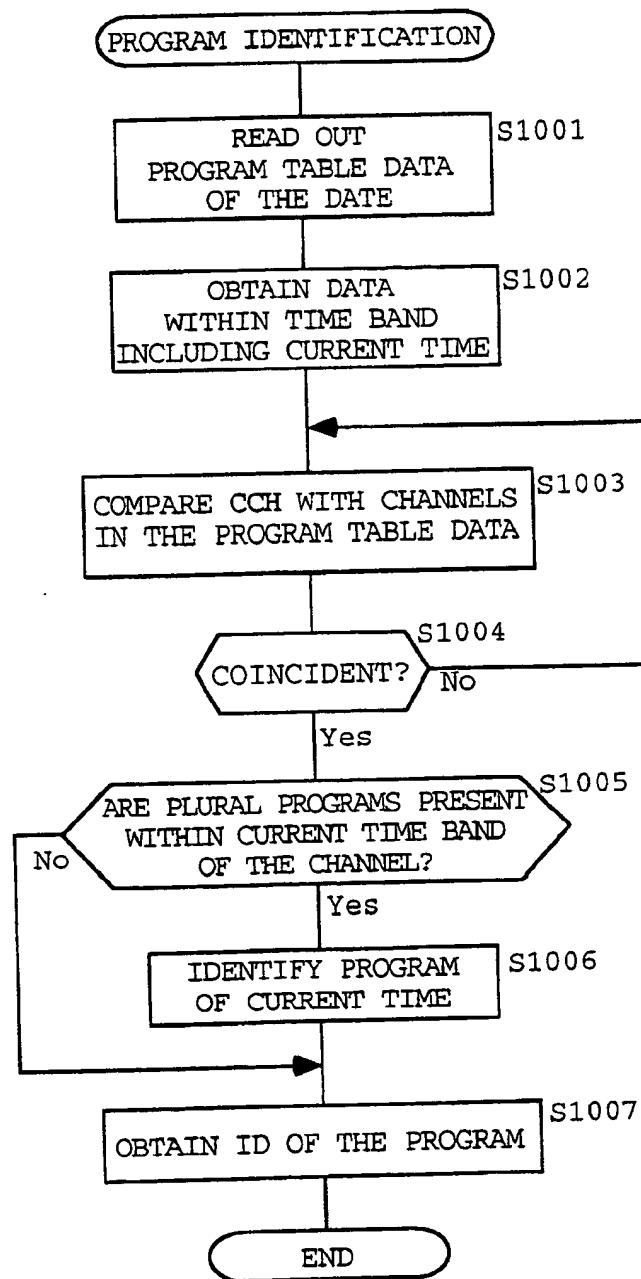 PROGRAM IDENTIFICATION
S1001
READ OUT
PROGRAM TABLE DATA
OF THE DATE
S1002
OBTAIN DATA
WITHIN TIME BAND
INCLUDING CURRENT TIME
S1003
COMPARE CCH WITH CHANNELS
IN THE PROGRAM TABLE DATA
S1004
COINCIDENT?
No
Yes
S1005
ARE PLURAL PROGRAMS PRESENT
WITHIN CURRENT TIME BAND
OF THE CHANNEL?
No
Yes
S1006
IDENTIFY PROGRAM
OF CURRENT TIME
S1007
OBTAIN ID OF THE PROGRAM
END